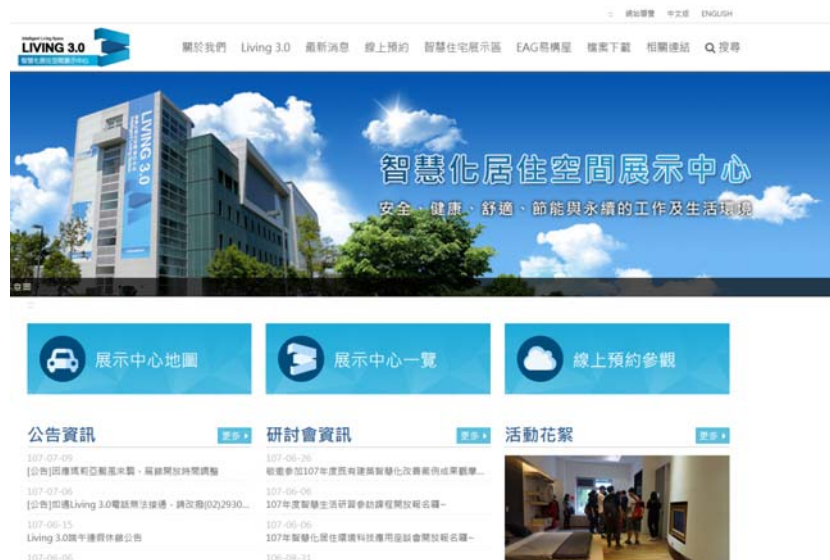 ::: 網站導覽 中文版 ENGLISH
Intelligent Living Space
LIVING 3.0
智慧化居住空間展示中心
關於我們 Living 3.0 最新消息 線上預約 智慧住宅展示區 EAG易構屋 檔案下載 相關連結 搜尋
LIVING 3.0
智慧化居住空間展示中心
安全、健康、舒適、節能與永續的工作及生活環境
意圖
:::
展示中心地圖
展示中心一覽
線上預約參觀
公告資訊 更多
107-07-09
[公告]因應瑪莉亞颱風來襲，展館開放時間調整
107-07-06
[公告]如遇Living 3.0電話無法接通，請改撥(02)2930...
107-06-15
Living 3.0端午連假休館公告
107-06-06
研討會資訊 更多
107-06-26
敬邀參加107年度既有建築智慧化改善案例成果觀摩...
107-06-06
107年度智慧生活研習參訪課程開放報名囉~
107-06-06
107年智慧化居住環境科技應用座談會開放報名囉~
106-08-31
活動花絮 更多